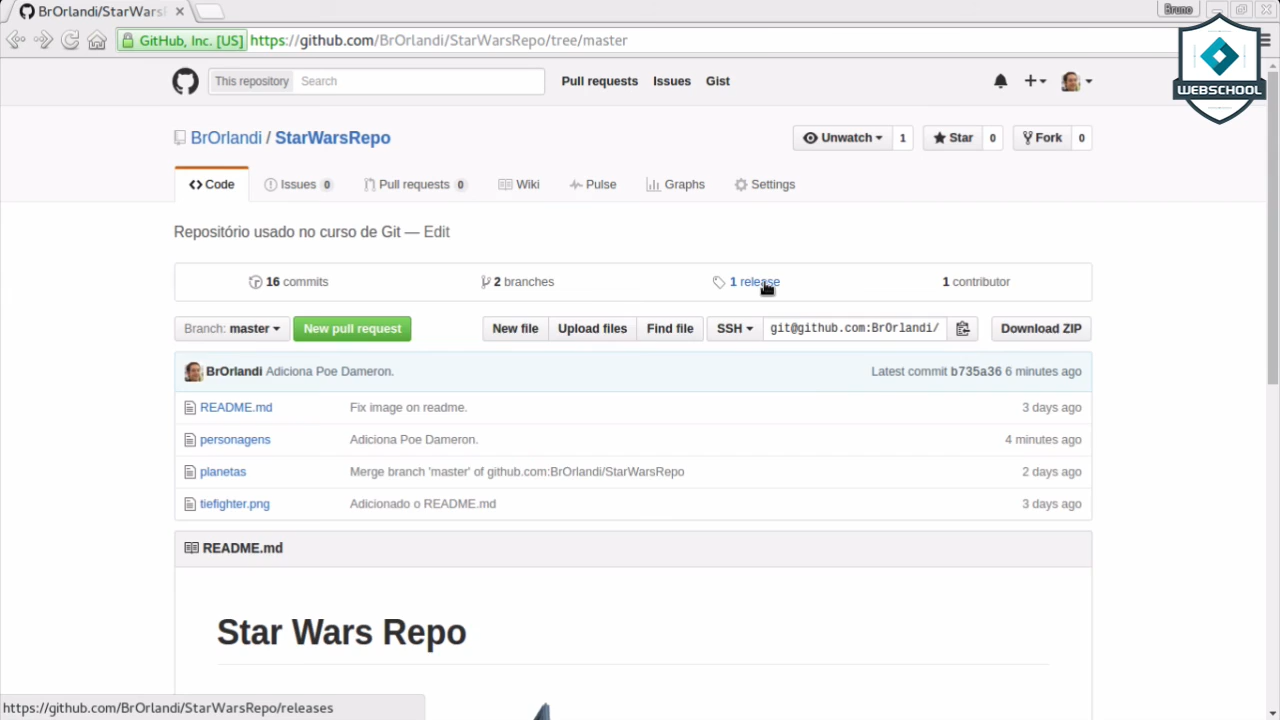 BrOrlandi/StarWars
Bruno
GitHub, Inc. [US] https://github.com/BrOrlandi/StarWarsRepo/tree/master
WEBSCHOOL
This repository Search Pull requests Issues Gist
BrOrlandi / StarWarsRepo Unwatch 1 Star 0 Fork 0
Code Issues 0 Pull requests 0 Wiki Pulse Graphs Settings
Repositório usado no curso de Git — Edit
16 commits 2 branches 1 release 1 contributor
Branch: master New pull request New file Upload files Find file SSH git@github.com:BrOrlandi/ Download ZIP
BrOrlandi Adiciona Poe Dameron. Latest commit b735a36 6 minutes ago
README.md Fix image on readme. 3 days ago
personagens Adiciona Poe Dameron. 4 minutes ago
planetas Merge branch 'master' of github.com:BrOrlandi/StarWarsRepo 2 days ago
tiefighter.png Adicionado o README.md 3 days ago
README.md
Star Wars Repo
https://github.com/BrOrlandi/StarWarsRepo/releases